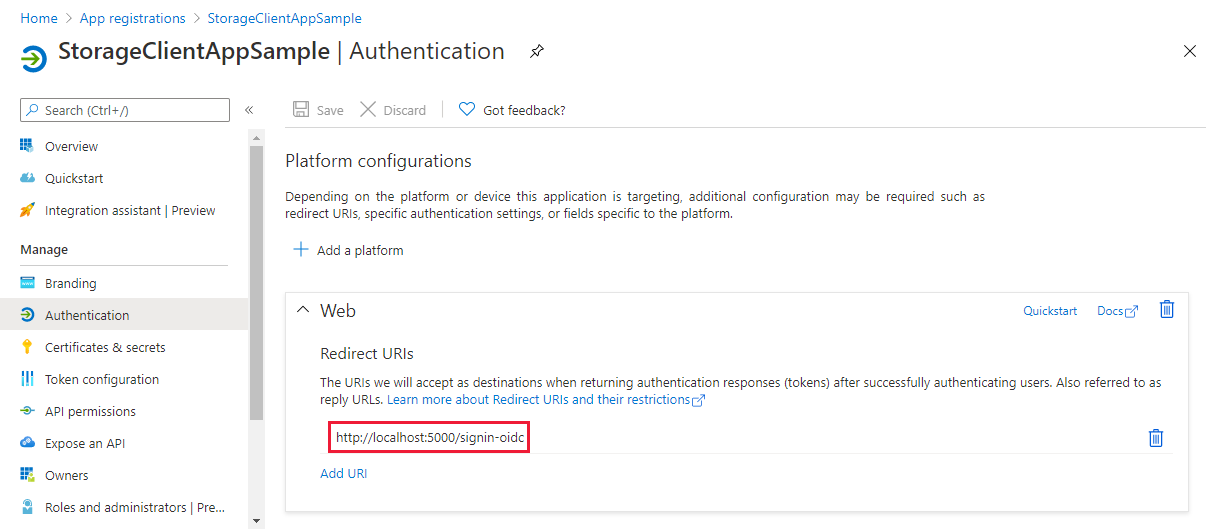 Home > App registrations > StorageClientAppSample
StorageClientAppSample | Authentication
Search (Ctrl+/)
«
Save
Discard
Got feedback?
Overview
Quickstart
Integration assistant | Preview
Manage
Branding
Authentication
Certificates & secrets
Token configuration
API permissions
Expose an API
Owners
Roles and administrators | Pre...
Platform configurations
Depending on the platform or device this application is targeting, additional configuration may be required such as
redirect URIs, specific authentication settings, or fields specific to the platform.
Add a platform
Web
Quickstart
Docs
Redirect URIs
The URIs we will accept as destinations when returning authentication responses (tokens) after successfully authenticating users. Also referred to as
reply URLs. Learn more about Redirect URIs and their restrictions
http://localhost:5000/signin-oidc
Add URI